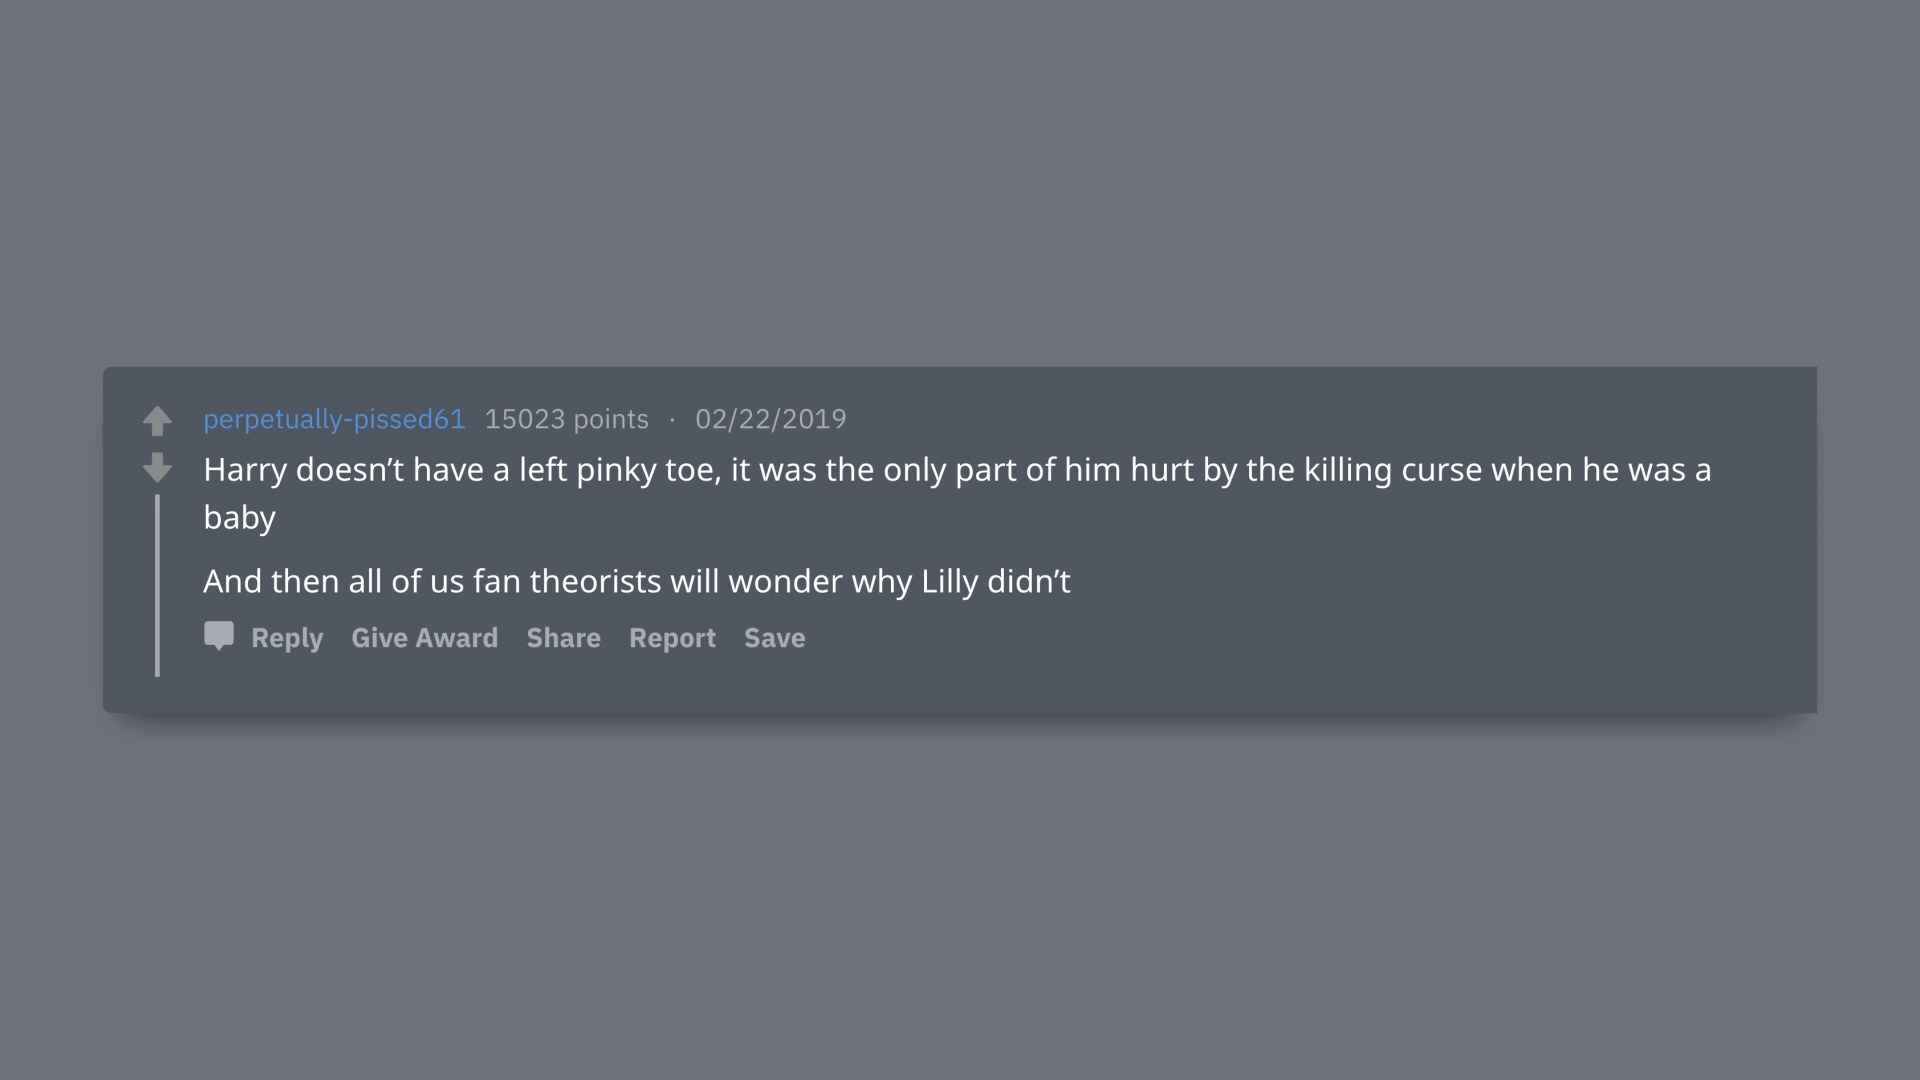 perpetually-pissed61 15023 points · 02/22/2019
Harry doesn’t have a left pinky toe, it was the only part of him hurt by the killing curse when he was a
baby
And then all of us fan theorists will wonder why Lilly didn’t
Reply Give Award Share Report Save